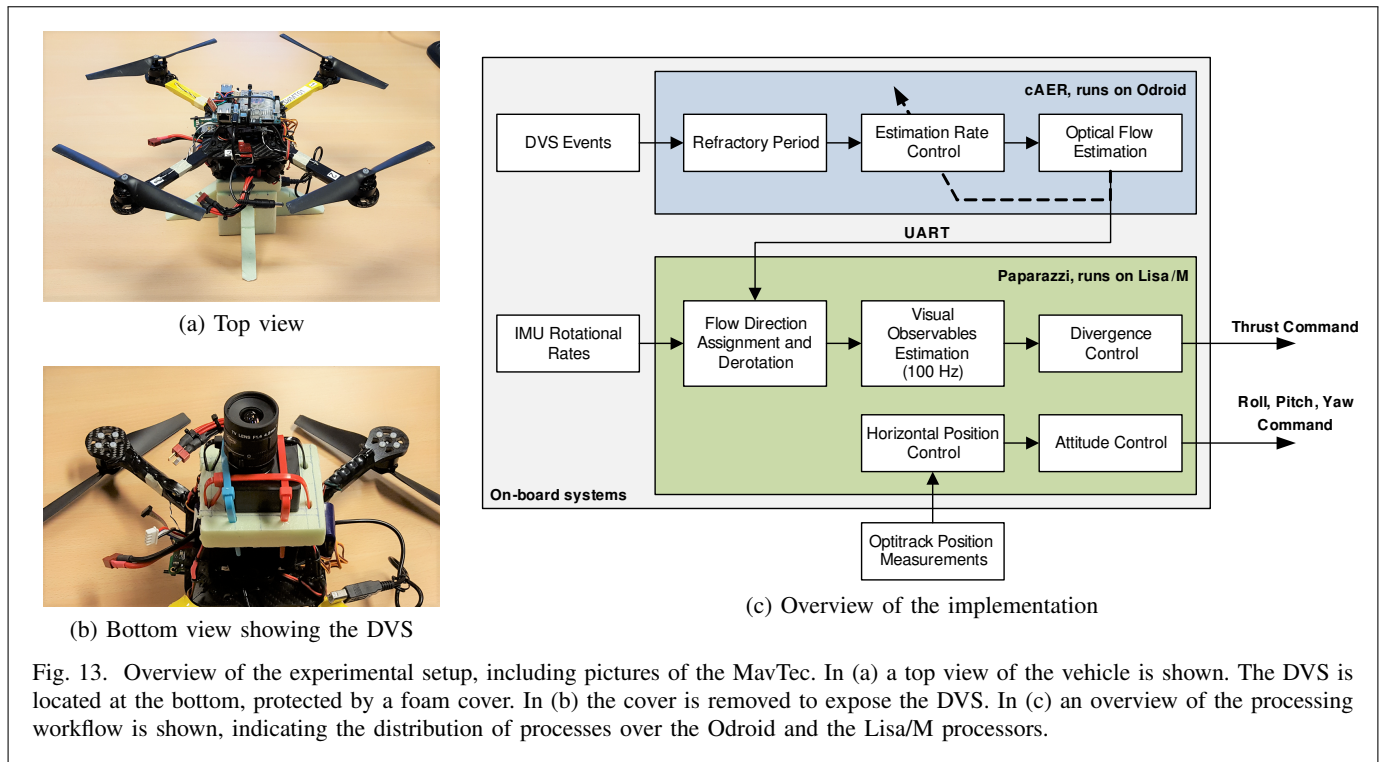 (a) Top view
TV LENS
(b) Bottom view showing the DVS
cAER, runs on Odroid
DVS Events
Refractory Period
Estimation Rate
Control
Optical Flow
Estimation
UART
Paparazzi, runs on Lisa/M
IMU Rotational
Rates
Flow Direction
Assignment and
Derotation
Visual
Observables
Estimation
(100 Hz)
Divergence
Control
Thrust Command
Horizontal Position
Control
Attitude Control
Roll, Pitch, Yaw
Command
On-board systems
Optitrack Position
Measurements
(c) Overview of the implementation
Fig. 13. Overview of the experimental setup, including pictures of the MavTec. In (a) a top view of the vehicle is shown. The DVS is
located at the bottom, protected by a foam cover. In (b) the cover is removed to expose the DVS. In (c) an overview of the processing
workflow is shown, indicating the distribution of processes over the Odroid and the Lisa/M processors.